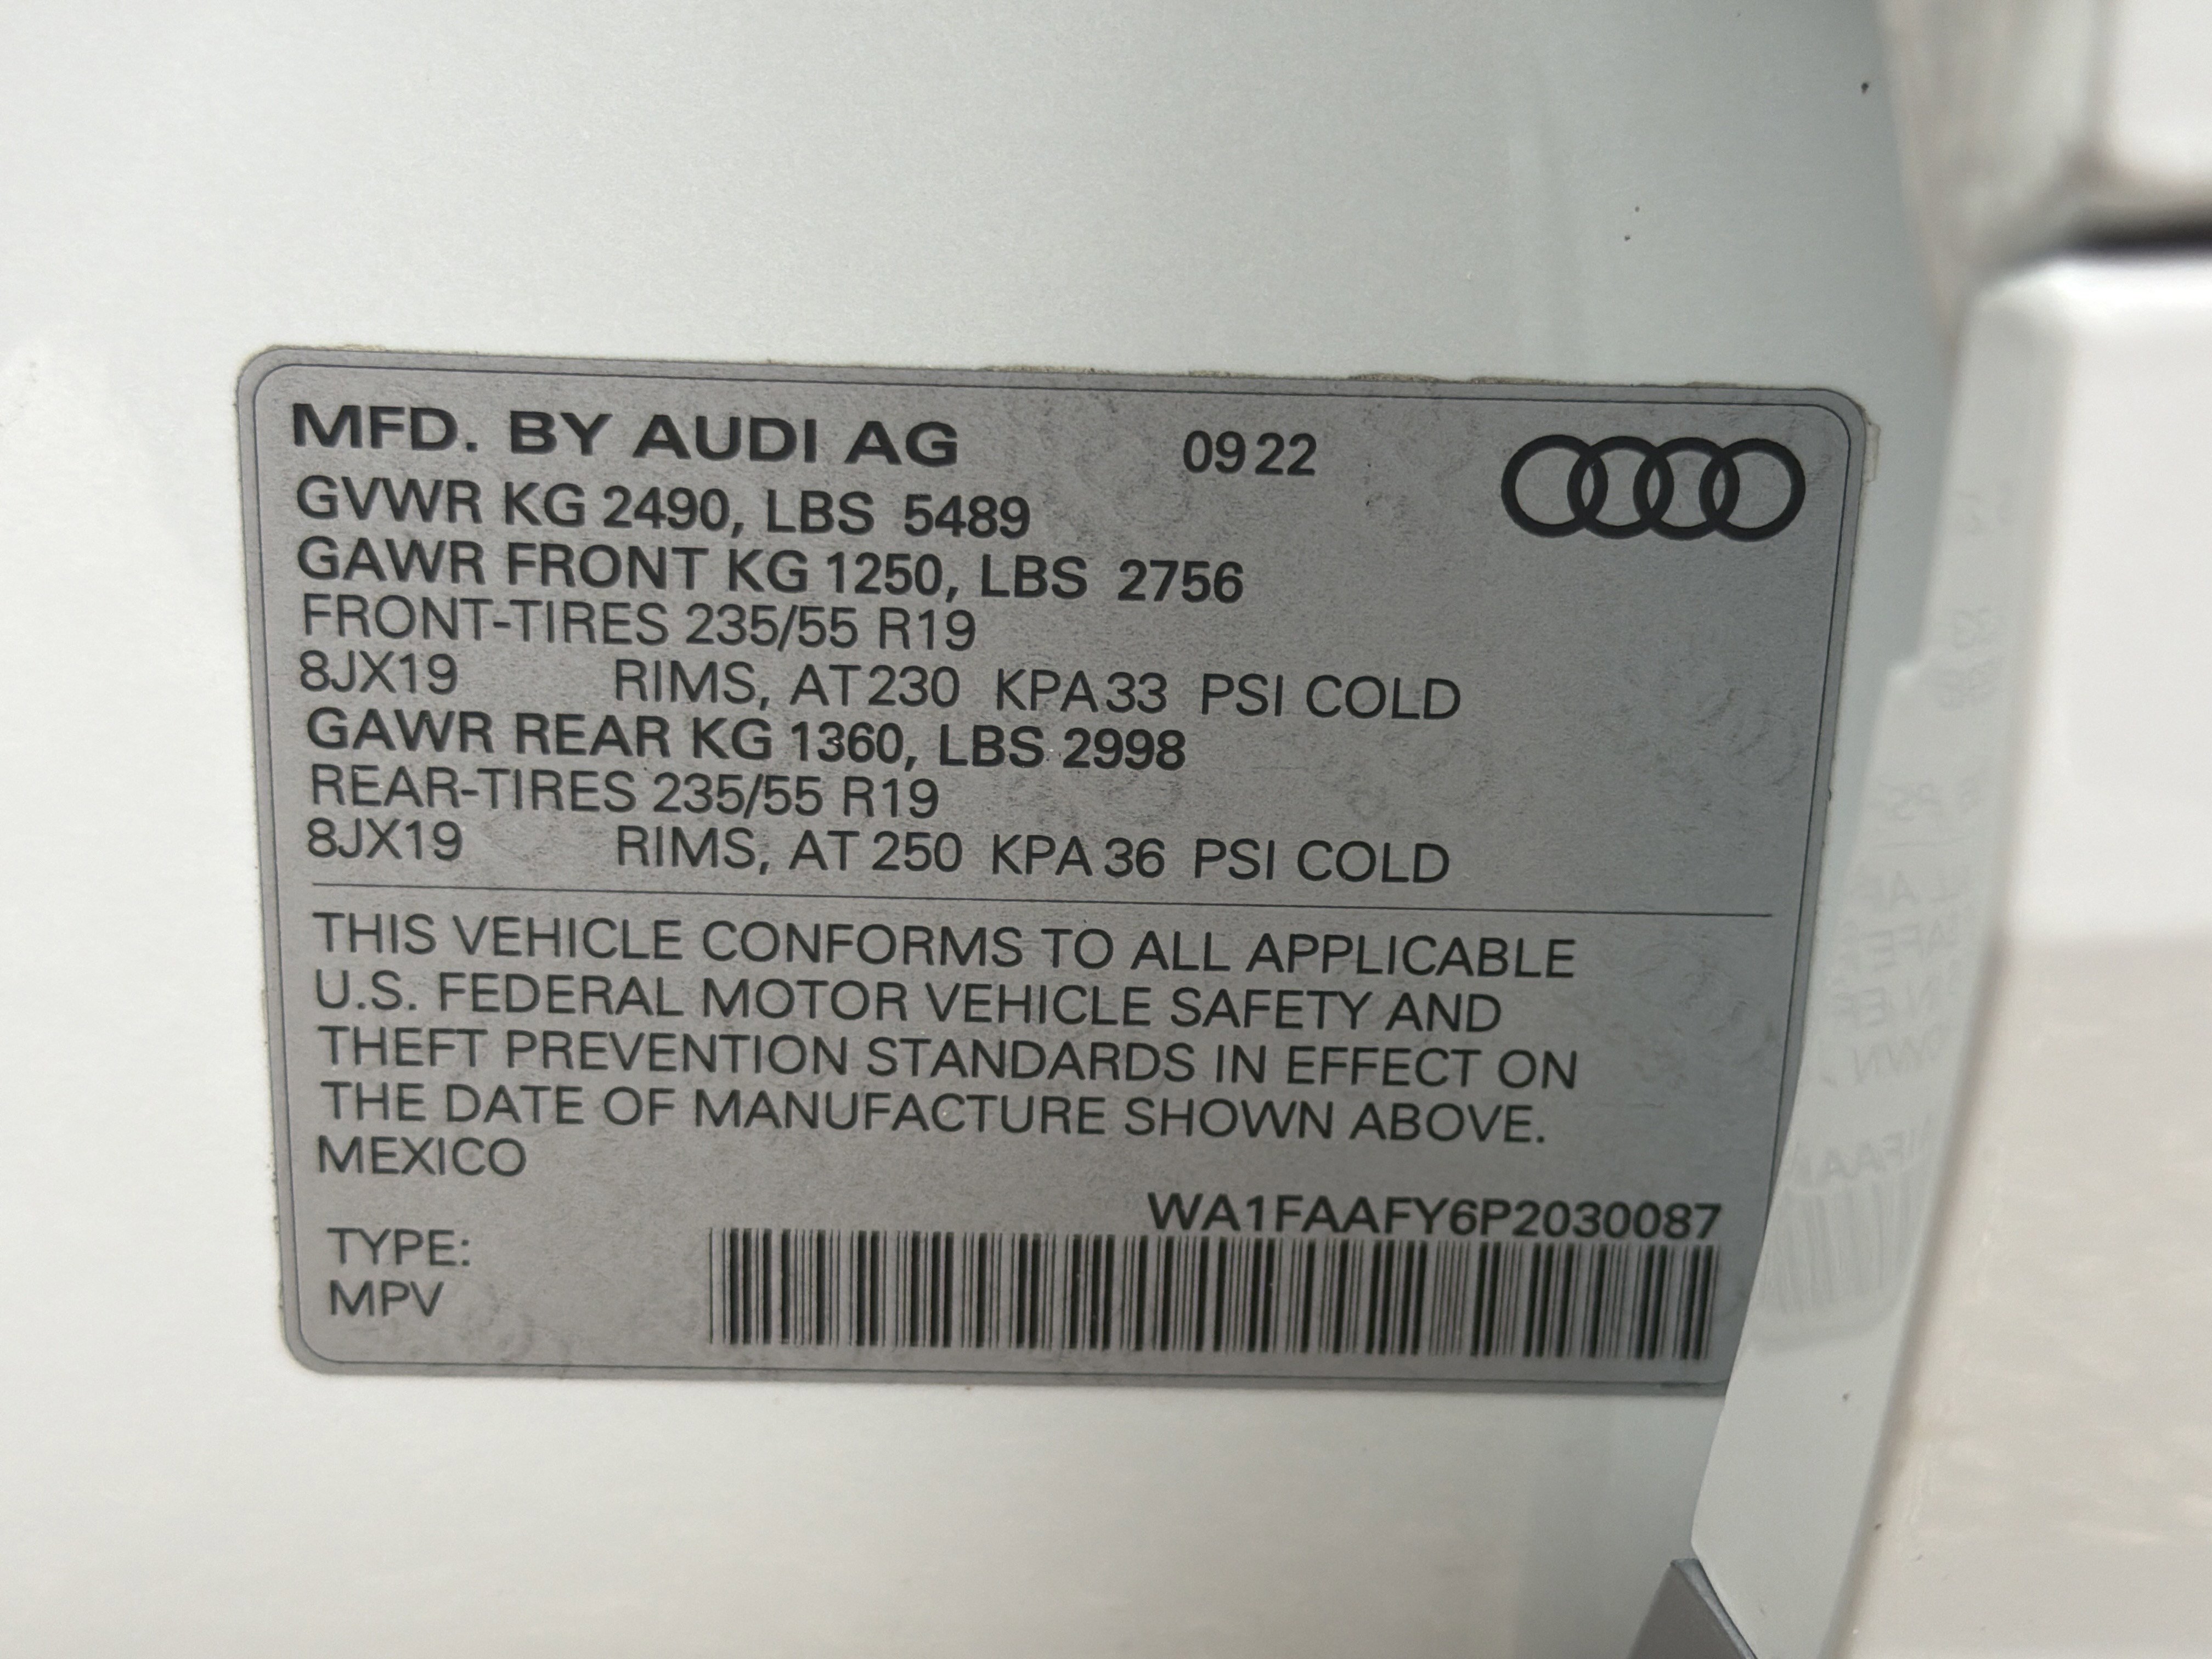 MFD. BY AUDI AG 0922
GVWR KG 2490, LBS 5489
GAWR FRONT KG 1250, LBS 2756
FRONT-TIRES 235/55 R19
8JX19 RIMS, AT 230 KPA 33 PSI COLD
GAWR REAR KG 1360, LBS 2998
REAR-TIRES 235/55 R19
8JX19 RIMS, AT 250 KPA 36 PSI COLD
THIS VEHICLE CONFORMS TO ALL APPLICABLE
U.S. FEDERAL MOTOR VEHICLE SAFETY AND
THEFT PREVENTION STANDARDS IN EFFECT ON
THE DATE OF MANUFACTURE SHOWN ABOVE.
MEXICO
WA1FAAFY6P2030087
TYPE:
MPV